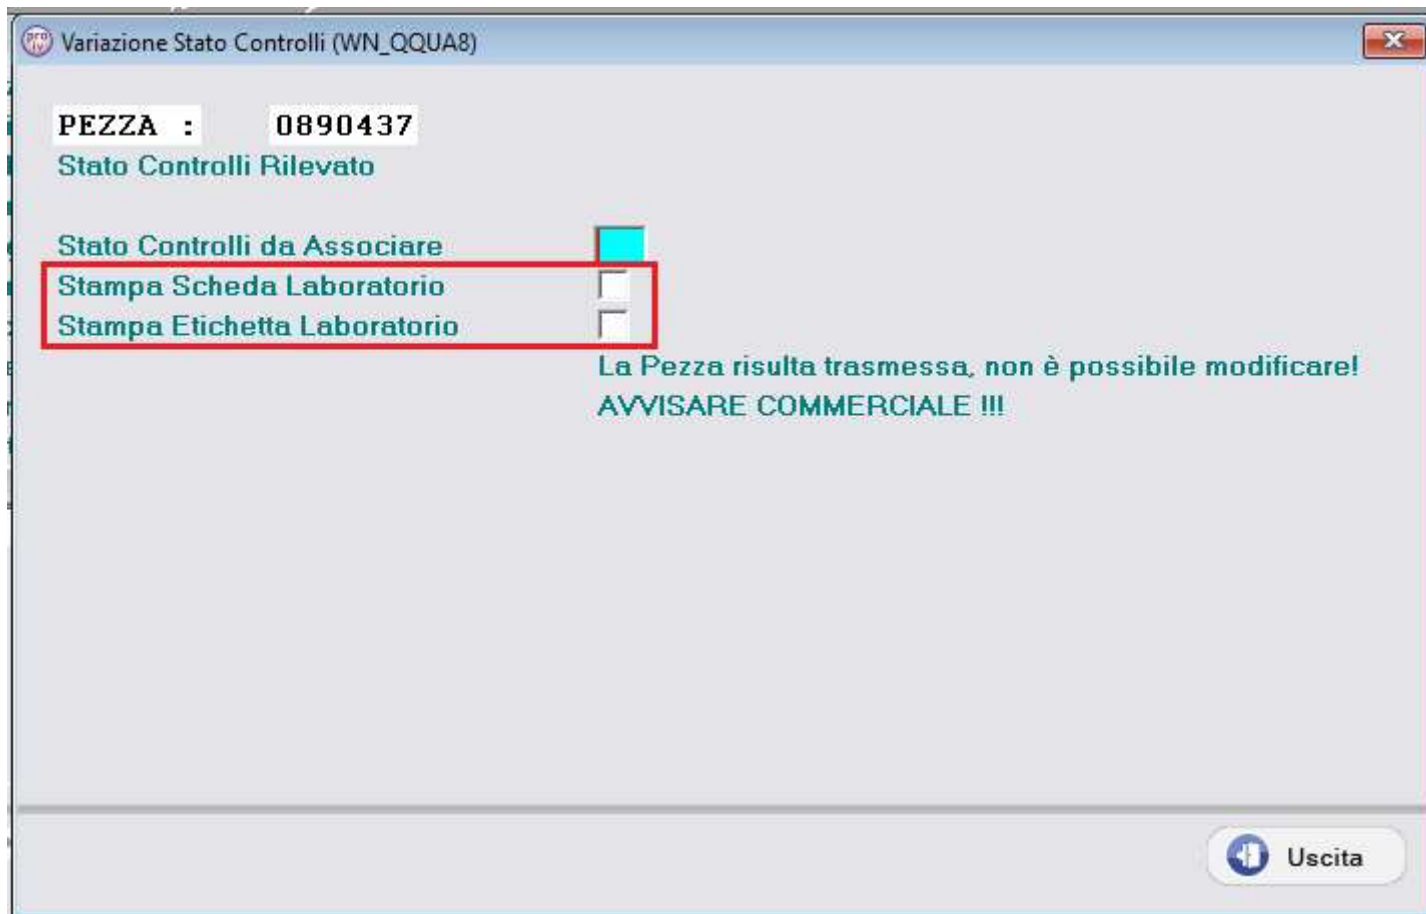 Variazione Stato Controlli (WN_QQUA8)
PEZZA : 0890437
Stato Controlli Rilevato
Stato Controlli da Associare
Stampa Scheda Laboratorio
Stampa Etichetta Laboratorio
La Pezza risulta trasmessa, non è possibile modificare!
AVVISARE COMMERCIALE !!!
Uscita